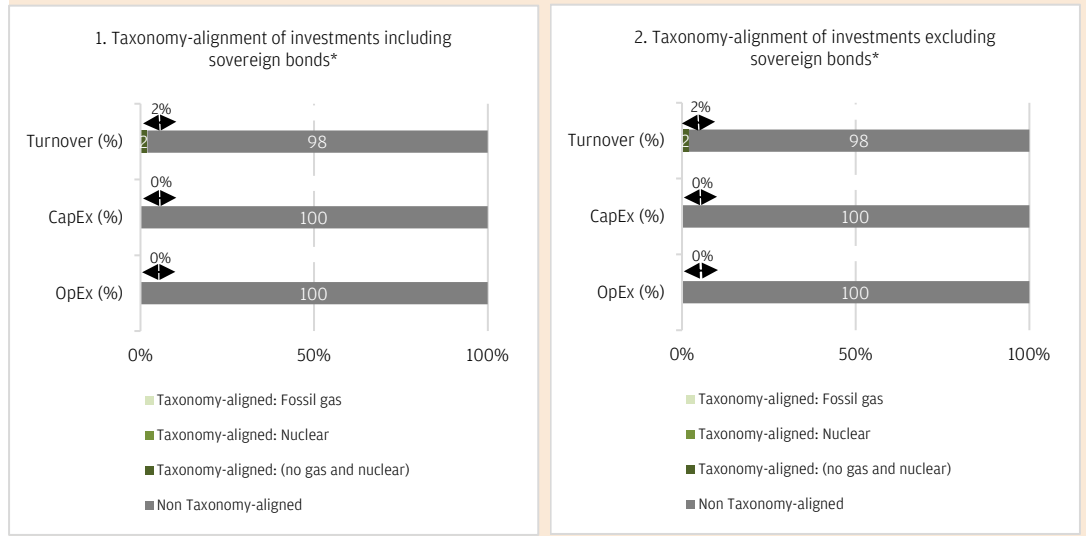 1. Taxonomy-alignment of investments including
sovereign bonds*
2%
Turnover (%)
2
98
0%
CapEx (%)
100
0%
OpEx (%)
100
0%
50%
100%
Taxonomy-aligned: Fossil gas
Taxonomy-aligned: Nuclear
Taxonomy-aligned: (no gas and nuclear)
Non Taxonomy-aligned
2. Taxonomy-alignment of investments excluding
sovereign bonds*
2%
Turnover (%)
2
98
0%
CapEx (%)
100
0%
OpEx (%)
100
0%
50%
100%
Taxonomy-aligned: Fossil gas
Taxonomy-aligned: Nuclear
Taxonomy-aligned: (no gas and nuclear)
Non Taxonomy-aligned